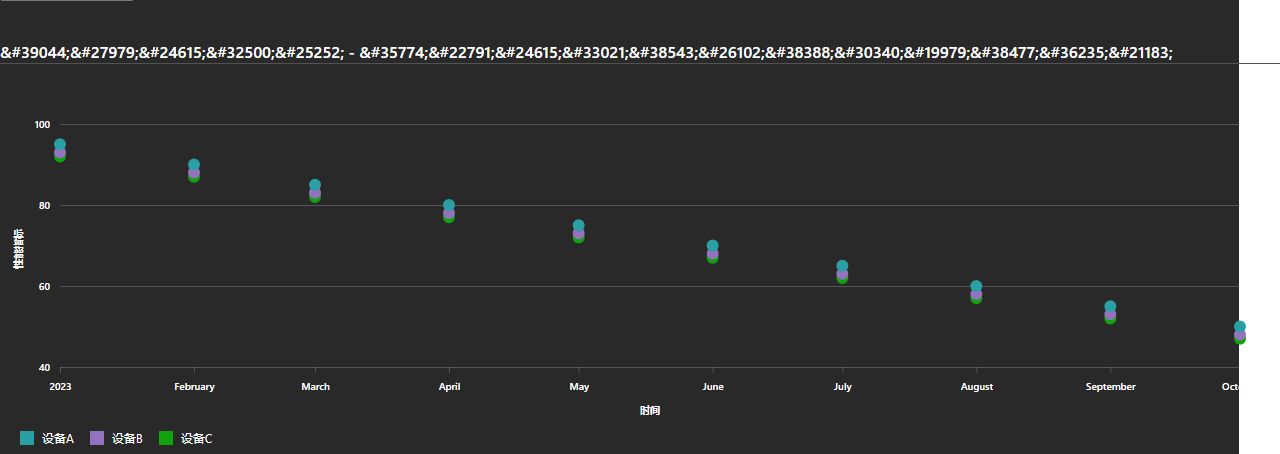 &#39044;&#27979;&#24615;&#32500;&#25252; - &#35774;&#22791;&#24615;&#33021;&#38543;&#26102;&#38388;&#30340;&#19979;&#38477;&#36235;&#21183;
100
80
60
40
性能指标
2023 February March April May June July August September Octo
时间
设备A 设备B 设备C